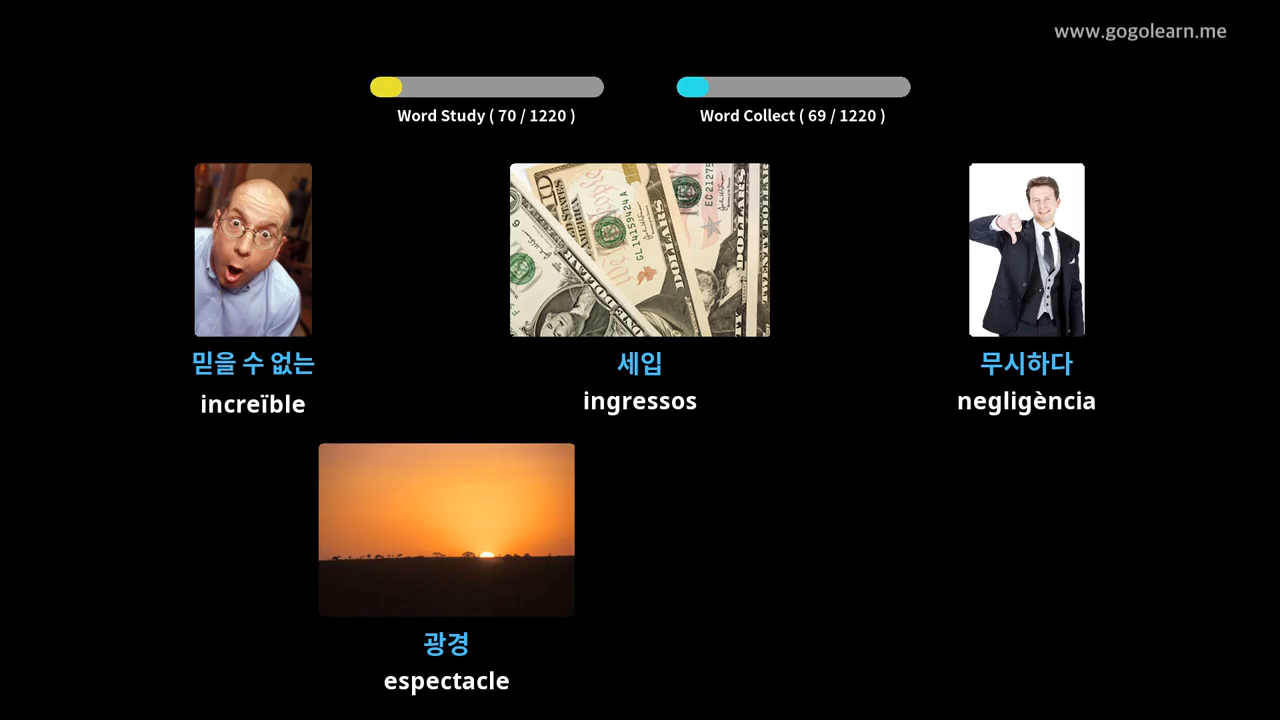 www.gogolearn.me
Word Study ( 70 / 1220 )
Word Collect ( 69 / 1220 )
믿을 수 없는
increïble
세입
ingressos
무시하다
negligència
광경
espectacle